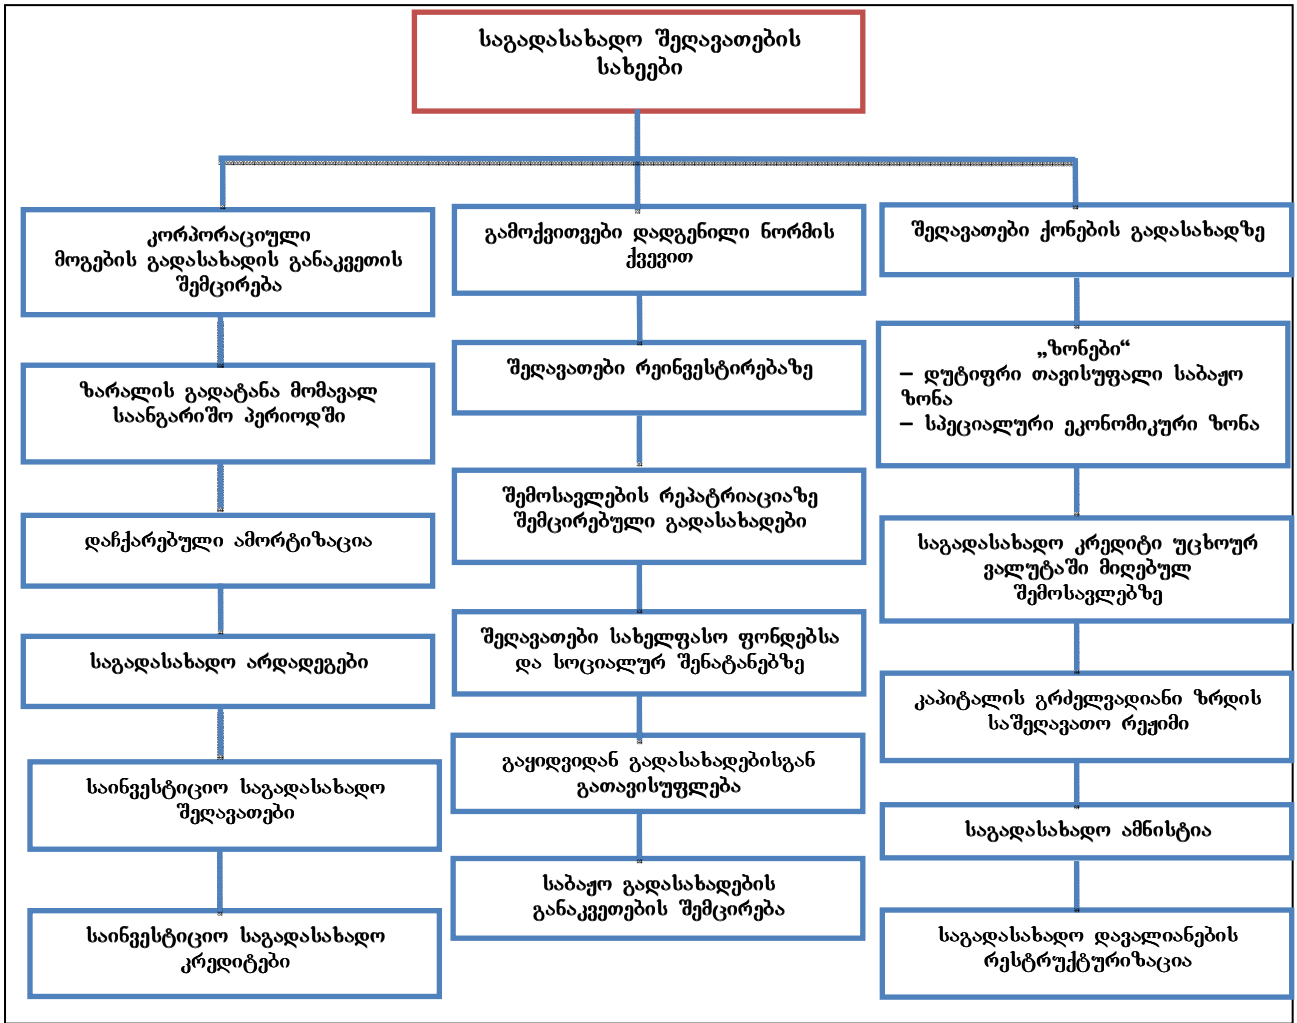 საგადასახადო შეღავათების
სახეები
კორპორაციული
მოგების გადასახადის განაკვეთის
შემცირება
ზარალის გადატანა მომავალ
საანგარიშო პერიოდში
დაჩქარებული ამორტიზაცია
საგადასახადო არდადეგები
საინვესტიციო საგადასახადო
შეღავათები
საინვესტიციო საგადასახადო
კრედიტები
გამოქვითვები დადგენილი ნორმის
ქვევით
შეღავათები რეინვესტირებაზე
შემოსავლების რეპატრიაციაზე
შემცირებული გადასახადები
შეღავათები სახელფასო ფონდებსა
და სოციალურ შენატანებზე
გაყიდვიდან გადასახადებისგან
გათავისუფლება
საბაჟო გადასახადების
განაკვეთების შემცირება
შეღავათები ქონების გადასახადზე
„ზონები“
– დუტიფრი თავისუფალი საბაჟო
ზონა
– სპეციალური ეკონომიკური ზონა
საგადასახადო კრედიტი უცხოურ
ვალუტაში მიღებულ
შემოსავლებზე
კაპიტალის გრძელვადიანი ზრდის
საშეღავათო რეჟიმი
საგადასახადო ამნისტია
საგადასახადო დავალიანების
რესტრუქტურიზაცია